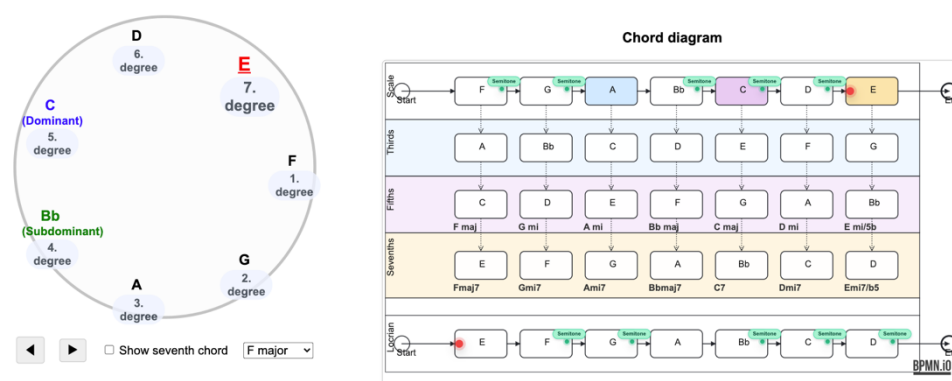 D
6.
degree
E
7.
degree
C
(Dominant)
5.
degree
F
1.
degree
Bb
(Subdominant)
4.
degree
G
2.
degree
A
3.
degree
Show seventh chord
F major
Chord diagram
Scale
Start
F
Semitone
G
Semitone
A
Bb
Semitone
C
Semitone
D
Semitone
E
Thirds
A
Bb
C
D
E
F
G
Fifths
C
D
E
F
G
A
Bb
F maj
G mi
A mi
Bb maj
C maj
D mi
E mi/5b
Sevenths
E
F
G
A
Bb
C
D
Fmaj7
Gmi7
Ami7
Bbmaj7
C7
Dmi7
Emi7/b5
Locrian
Start
E
F
Semitone
G
Semitone
A
Bb
Semitone
C
Semitone
D
Semitone
BPMN.iO